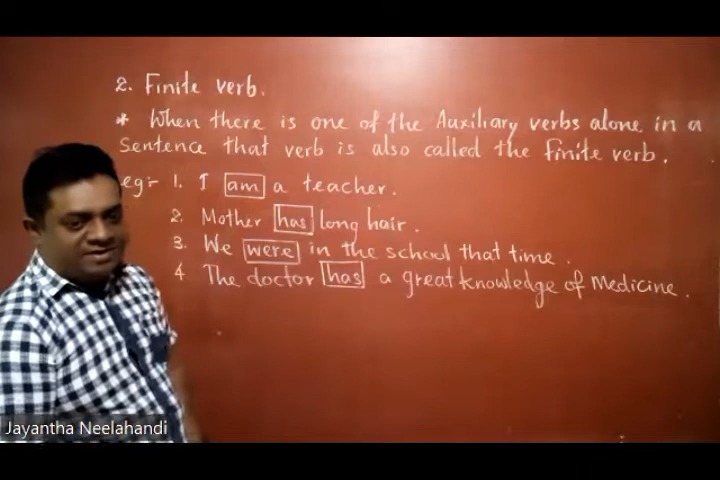 2. Finite verb.
* When there is one of the Auxiliary verbs alone in a
Sentence that verb is also called the Finite verb.
eg:- 1. I am a teacher.
2. Mother has long hair.
3. We were in the school that time.
4 The doctor has a great knowledge of Medicine.
Jayantha Neelahandi